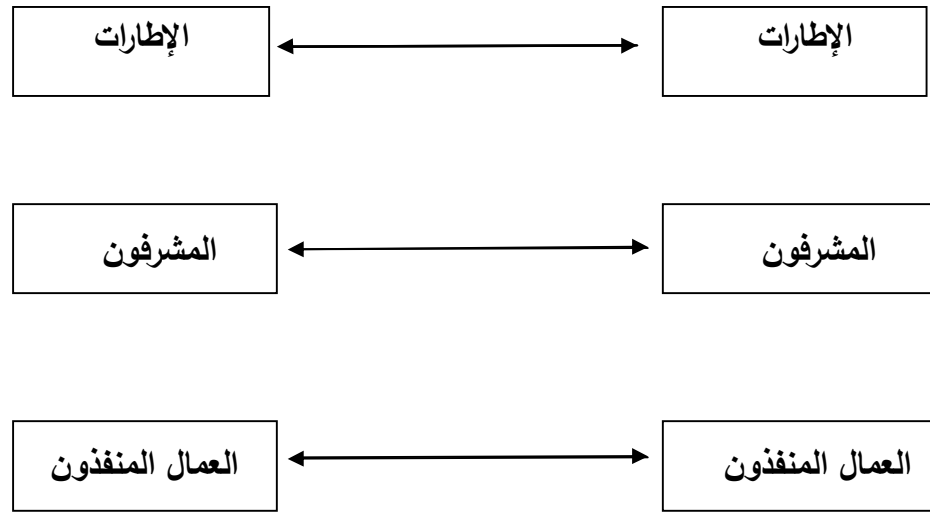 الإطارات
الإطارات
المشرفون
المشرفون
العمال المنفذون
العمال المنفذون